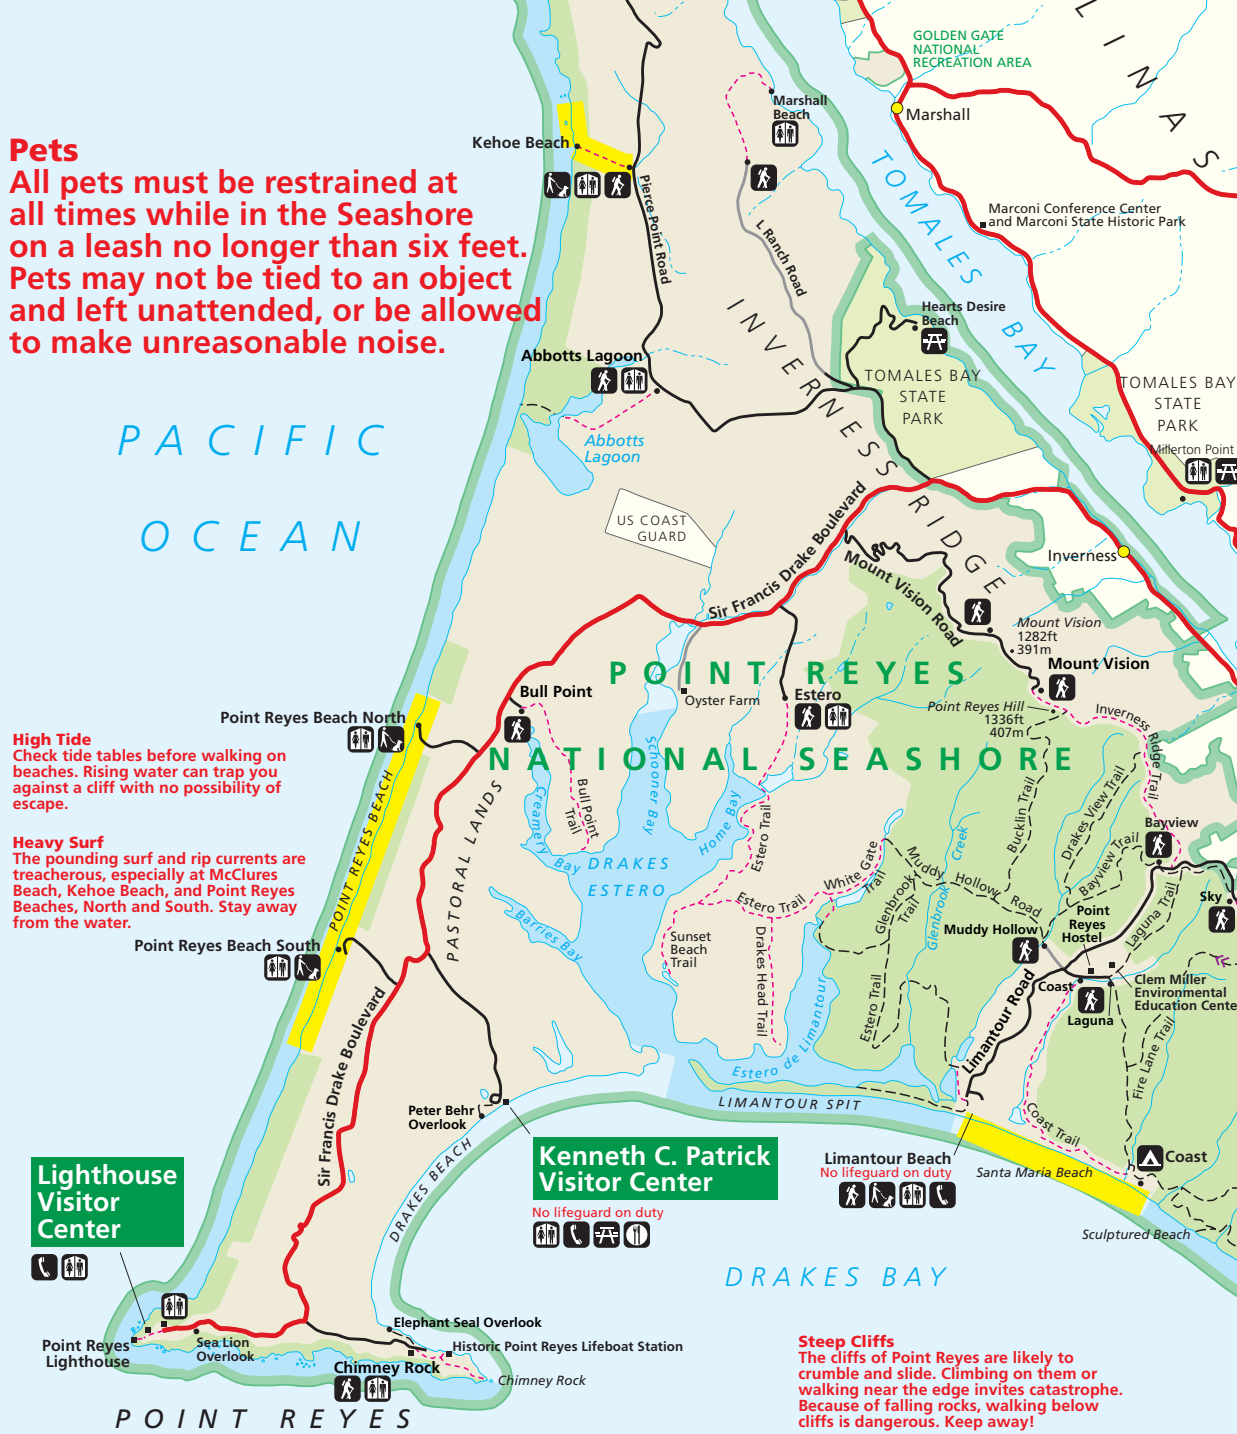 GOLDEN GATE
NATIONAL
RECREATION AREA
L I N A S
Marshall
Marshall
Beach
Kehoe Beach
Pets
All pets must be restrained at
all times while in the Seashore
on a leash no longer than six feet.
Pets may not be tied to an object
and left unattended, or be allowed
to make unreasonable noise.
Pierce Point Road
L Ranch Road
TOMALES BAY
Marconi Conference Center
and Marconi State Historic Park
INVERNESS RIDGE
Hearts Desire
Beach
Abbotts Lagoon
TOMALES BAY
STATE
PARK
TOMALES BAY
STATE
PARK
Millerton Point
PACIFIC
OCEAN
Abbotts
Lagoon
US COAST
GUARD
Sir Francis Drake Boulevard
Mount Vision Road
Inverness
Mount Vision
1282ft
391m
Mount Vision
POINT REYES
NATIONAL SEASHORE
Oyster Farm
Bull Point
Estero
Point Reyes Hill
1336ft
407m
Inverness Ridge Trail
Point Reyes Beach North
High Tide
Check tide tables before walking on
beaches. Rising water can trap you
against a cliff with no possibility of
escape.
Heavy Surf
The pounding surf and rip currents are
treacherous, especially at McClures
Beach, Kehoe Beach, and Point Reyes
Beaches, North and South. Stay away
from the water.
POINT REYES BEACH
PASTORAL LANDS
Creamery Bay
Bull Point
Trail
Schooner Bay
Home Bay
Estero Trail
DRAKES
ESTERO
Barries Bay
Estero Trail
White Gate
Trail
Muddy Hollow Road
Glenbrook
Trail
Glenbrook Creek
Bucklin Trail
Drakes View Trail
Bayview Trail
Bayview
Sky
Laguna Trail
Point
Reyes
Hostel
Muddy Hollow
Sunset
Beach
Trail
Drakes Head Trail
Estero Trail
Point Reyes Beach South
Coast
Laguna
Clem Miller
Environmental
Education Cente
Limantour Road
Fire Lane Trail
Estero de Limantour
Sir Francis Drake Boulevard
LIMANTOUR SPIT
Coast Trail
Peter Behr
Overlook
DRAKES BEACH
Kenneth C. Patrick
Visitor Center
No lifeguard on duty
Limantour Beach
No lifeguard on duty
Santa Maria Beach
Coast
Sculptured Beach
Lighthouse
Visitor
Center
DRAKES BAY
Point Reyes
Lighthouse
Sea Lion
Overlook
Elephant Seal Overlook
Historic Point Reyes Lifeboat Station
Chimney Rock
Chimney Rock
POINT REYES
Steep Cliffs
The cliffs of Point Reyes are likely to
crumble and slide. Climbing on them or
walking near the edge invites catastrophe.
Because of falling rocks, walking below
cliffs is dangerous. Keep away!